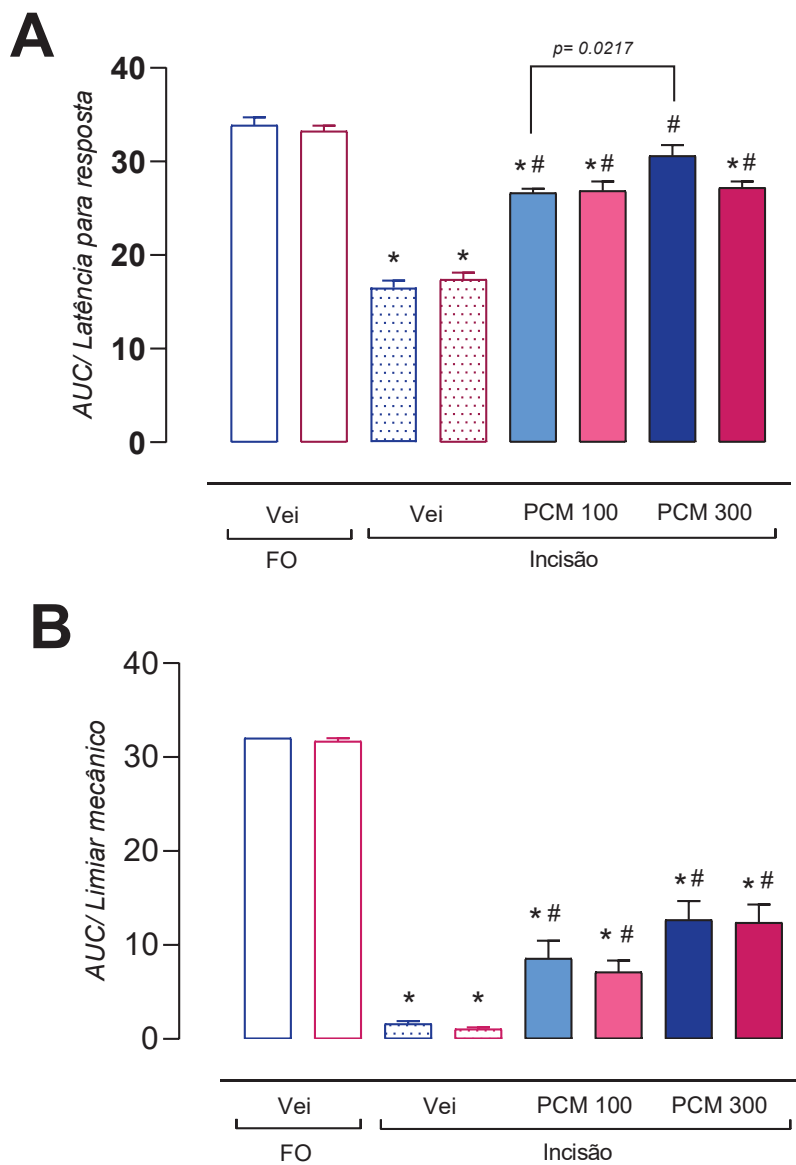 A
p= 0.0217
40
30
20
10
0
AUC/ Latência para resposta
* * * # * # # * #
Vei Vei PCM 100 PCM 300
FO Incisão
B
40
30
20
10
0
AUC/ Limiar mecânico
* * * # * # * # * #
Vei Vei PCM 100 PCM 300
FO Incisão